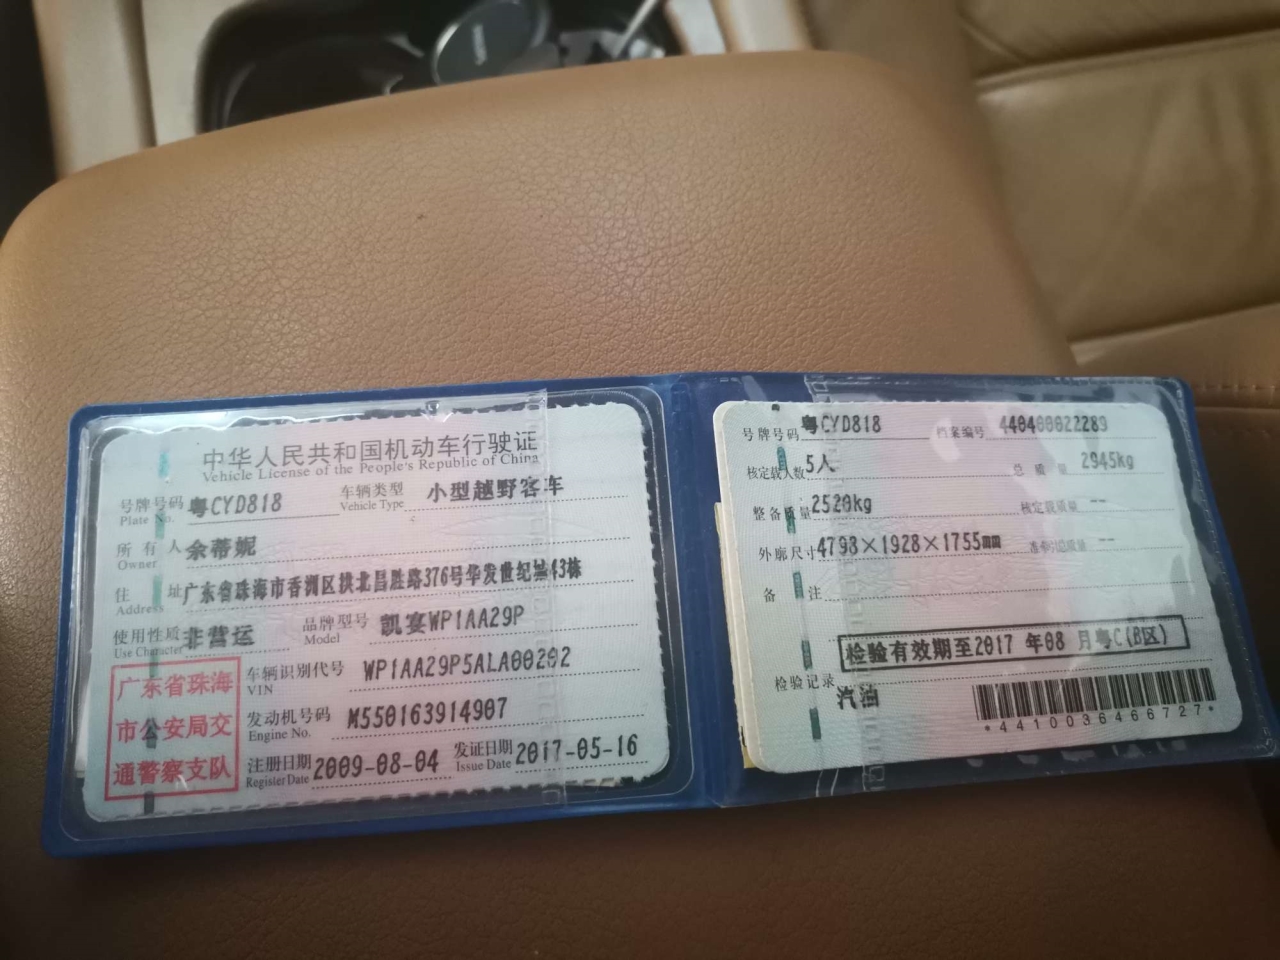 中华人民共和国机动车行驶证
Vehicle License of the People's Republic of China
号牌号码 粤CYD818 车辆类型 小型越野客车
Plate No. Vehicle Type
所有人 余蒂妮
Owner
住址 广东省珠海市香洲区拱北昌胜路376号华发世纪城43栋
Address
使用性质 非营运 品牌型号 凯宴WP1AA29P
Use Character Model
广东省珠海
市公安局交
通警察支队
车辆识别代号 WP1AA29P5ALA00202
VIN
发动机号码 M550163914907
Engine No.
注册日期 2009-08-04 发证日期 2017-05-16
Register Date Issue Date
号牌号码 粤CYD818 档案编号 440400022289
核定载人数 5人 总质量 2945kg
整备质量 2520kg 核定载质量 --
外廓尺寸 4798×1928×1755mm 准牵引总质量 --
备注
检验有效期至2017 年08 月粤C(B区)
检验记录
汽油
*4410036466727*